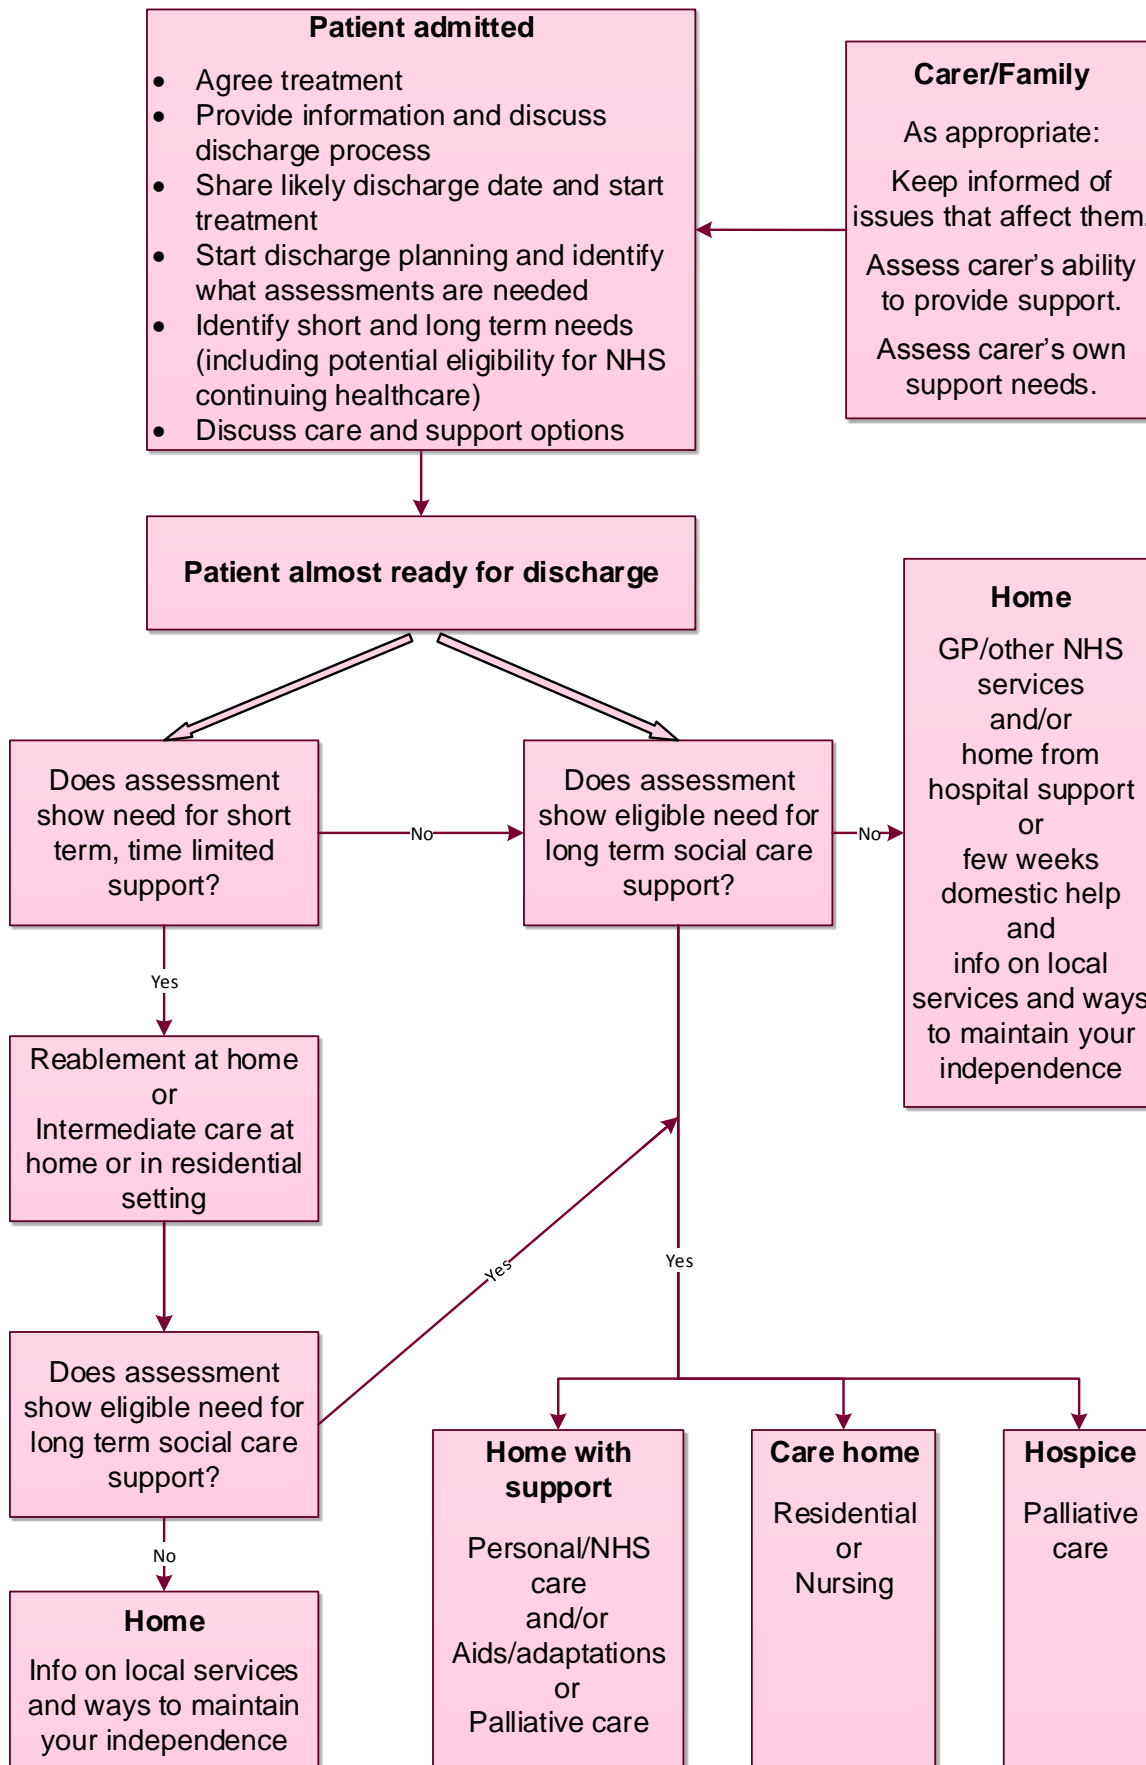 Patient admitted
• Agree treatment
• Provide information and discuss
discharge process
• Share likely discharge date and start
treatment
• Start discharge planning and identify
what assessments are needed
• Identify short and long term needs
(including potential eligibility for NHS
continuing healthcare)
• Discuss care and support options
Carer/Family
As appropriate:
Keep informed of
issues that affect them.
Assess carer’s ability
to provide support.
Assess carer’s own
support needs.
Patient almost ready for discharge
Does assessment
show need for short
term, time limited
support?
No
Does assessment
show eligible need for
long term social care
support?
No
Home
GP/other NHS
services
and/or
home from
hospital support
or
few weeks
domestic help
and
info on local
services and ways
to maintain your
independence
Yes
Reablement at home
or
Intermediate care at
home or in residential
setting
Yes
Yes
Does assessment
show eligible need for
long term social care
support?
No
Home
Info on local services
and ways to maintain
your independence
Home with
support
Personal/NHS
care
and/or
Aids/adaptations
or
Palliative care
Care home
Residential
or
Nursing
Hospice
Palliative
care